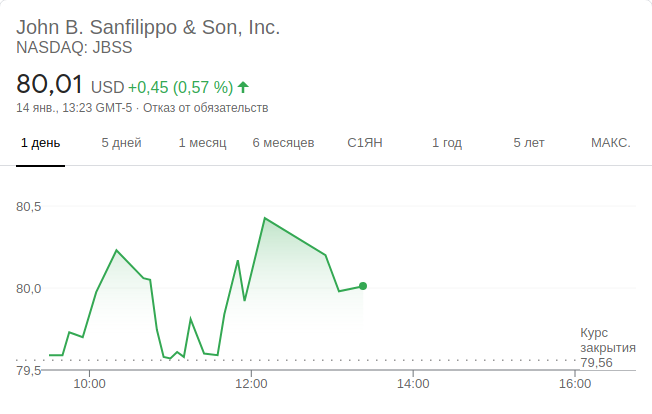 John B. Sanfilippo & Son, Inc.
NASDAQ: JBSS
80,01 USD +0,45 (0,57 %)
14 янв., 13:23 GMT-5 · Отказ от обязательств
1 день 5 дней 1 месяц 6 месяцев С1ЯН 1 год 5 лет МАКС.
80,5
80,0
Курс
закрытия
79,56
79,5
10:00 12:00 14:00 16:00